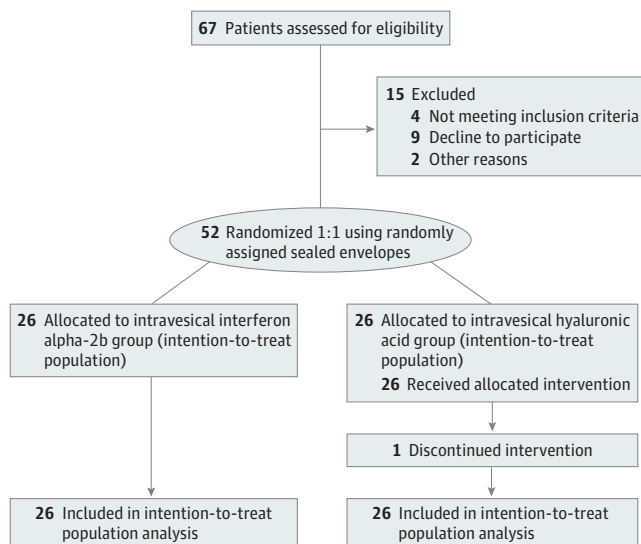 67 Patients assessed for eligibility
15 Excluded
4 Not meeting inclusion criteria
9 Decline to participate
2 Other reasons
52 Randomized 1:1 using randomly
assigned sealed envelopes
26 Allocated to intravesical interferon
alpha-2b group (intention-to-treat
population)
26 Allocated to intravesical hyaluronic
acid group (intention-to-treat
population)
26 Received allocated intervention
1 Discontinued intervention
26 Included in intention-to-treat
population analysis
26 Included in intention-to-treat
population analysis